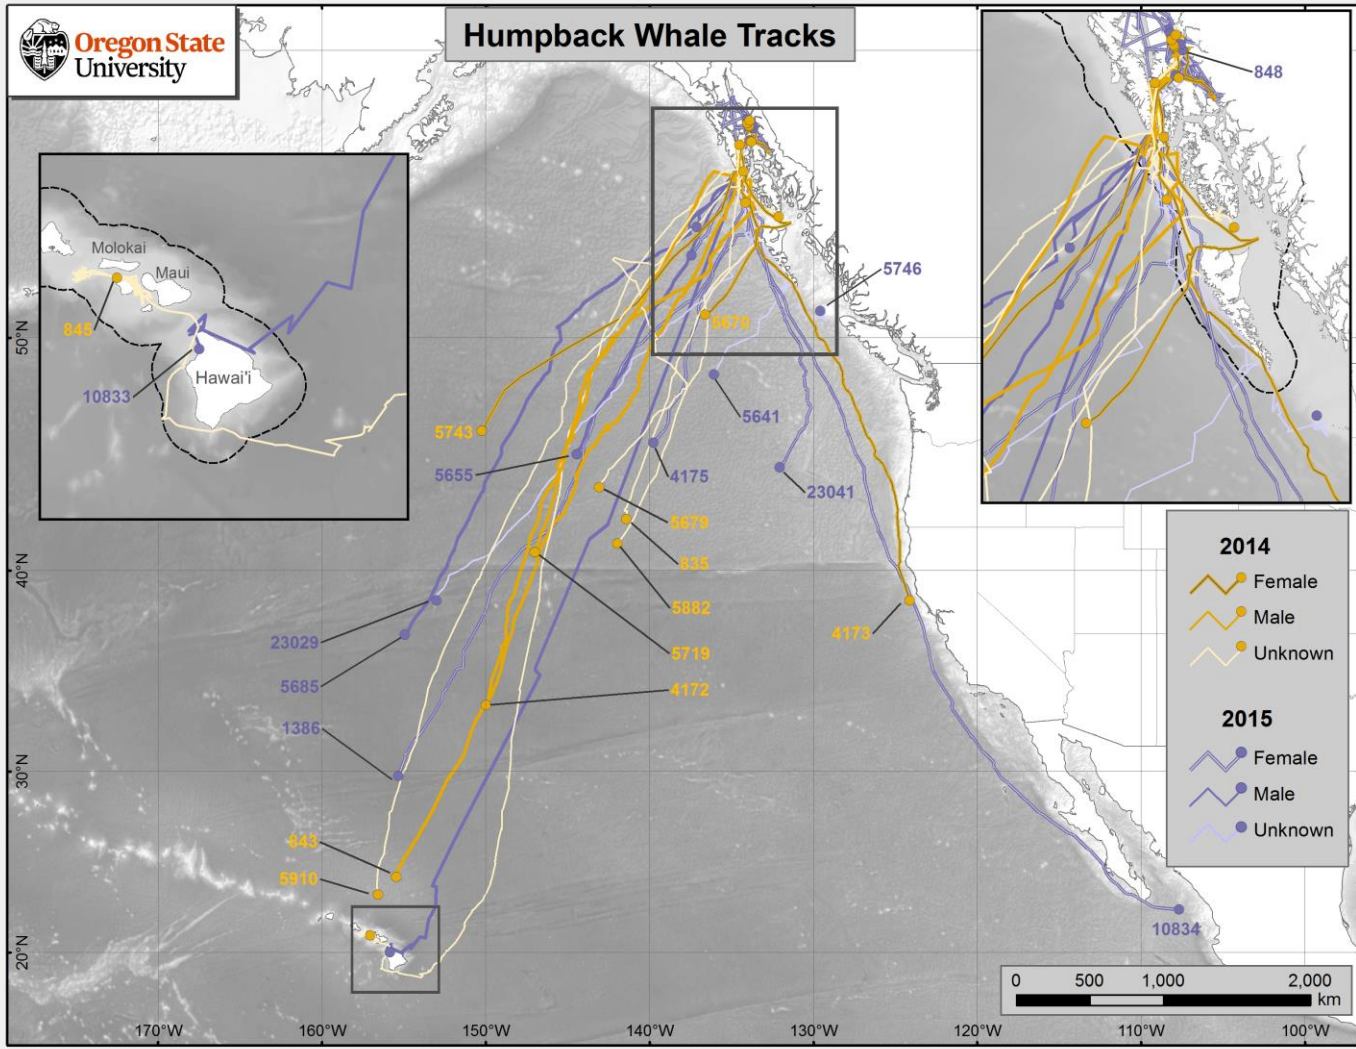 Oregon State
University
Humpback Whale Tracks
848
Molokai
Maui
845
Hawai'i
10833
5746
5670
5641
5743
5655
4175
23041
5679
835
5882
4173
5719
23029
5685
4172
1386
843
5910
10834
50°N
40°N
30°N
20°N
2014
Female
Male
Unknown
2015
Female
Male
Unknown
0 500 1,000 2,000
km
170°W 160°W 150°W 140°W 130°W 120°W 110°W 100°W